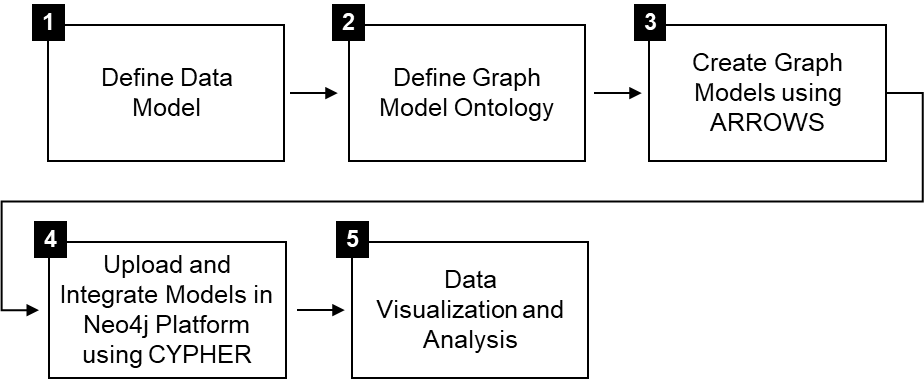 1
Define Data
Model
2
Define Graph
Model Ontology
3
Create Graph
Models using
ARROWS
4
Upload and
Integrate Models in
Neo4j Platform
using CYPHER
5
Data
Visualization and
Analysis